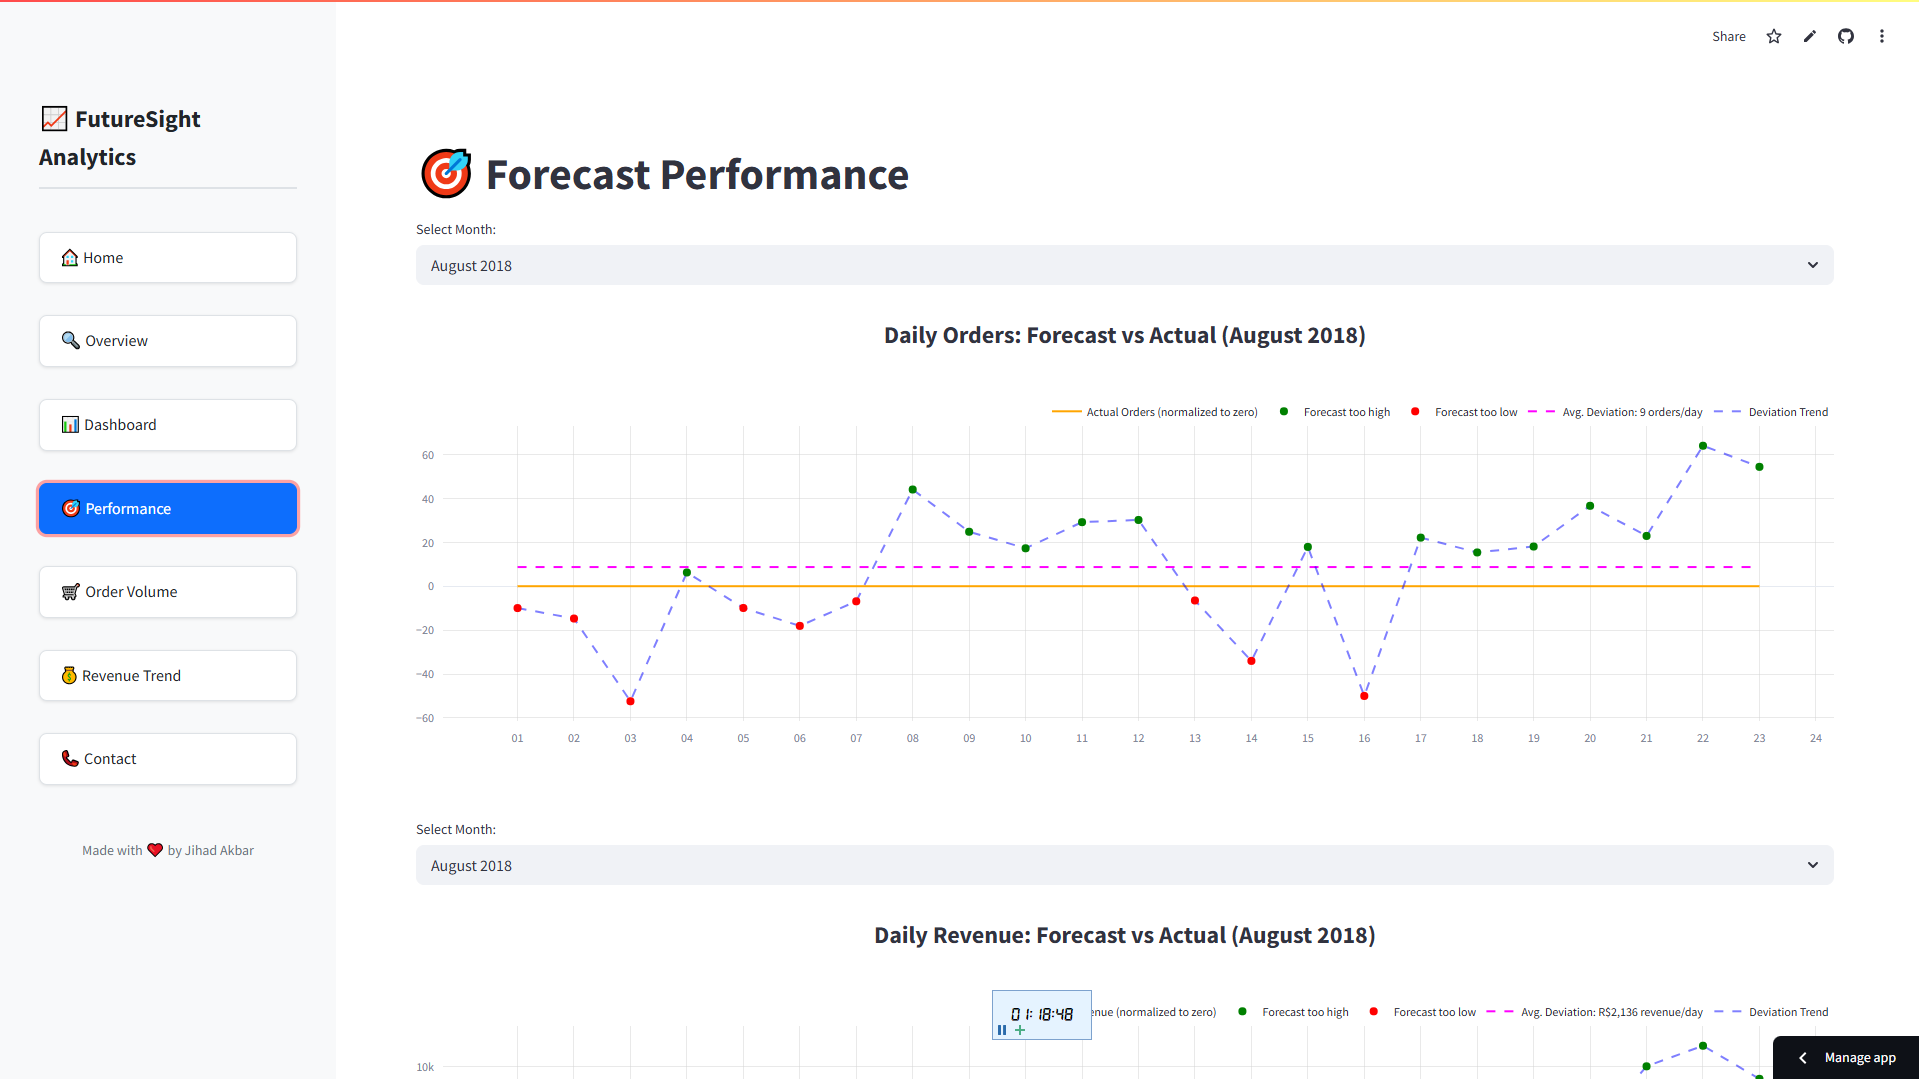 Share
FutureSight
Analytics
Home
Overview
Dashboard
Performance
Order Volume
Revenue Trend
Contact
Made with ❤️ by Jihad Akbar
Forecast Performance
Select Month:
August 2018
Daily Orders: Forecast vs Actual (August 2018)
Actual Orders (normalized to zero) Forecast too high Forecast too low Avg. Deviation: 9 orders/day Deviation Trend
60
40
20
0
−20
−40
−60
01 02 03 04 05 06 07 08 09 10 11 12 13 14 15 16 17 18 19 20 21 22 23 24
Select Month:
August 2018
Daily Revenue: Forecast vs Actual (August 2018)
01:18:48
(normalized to zero) Forecast too high Forecast too low Avg. Deviation: R$2,136 revenue/day Deviation Trend
10k
Manage app